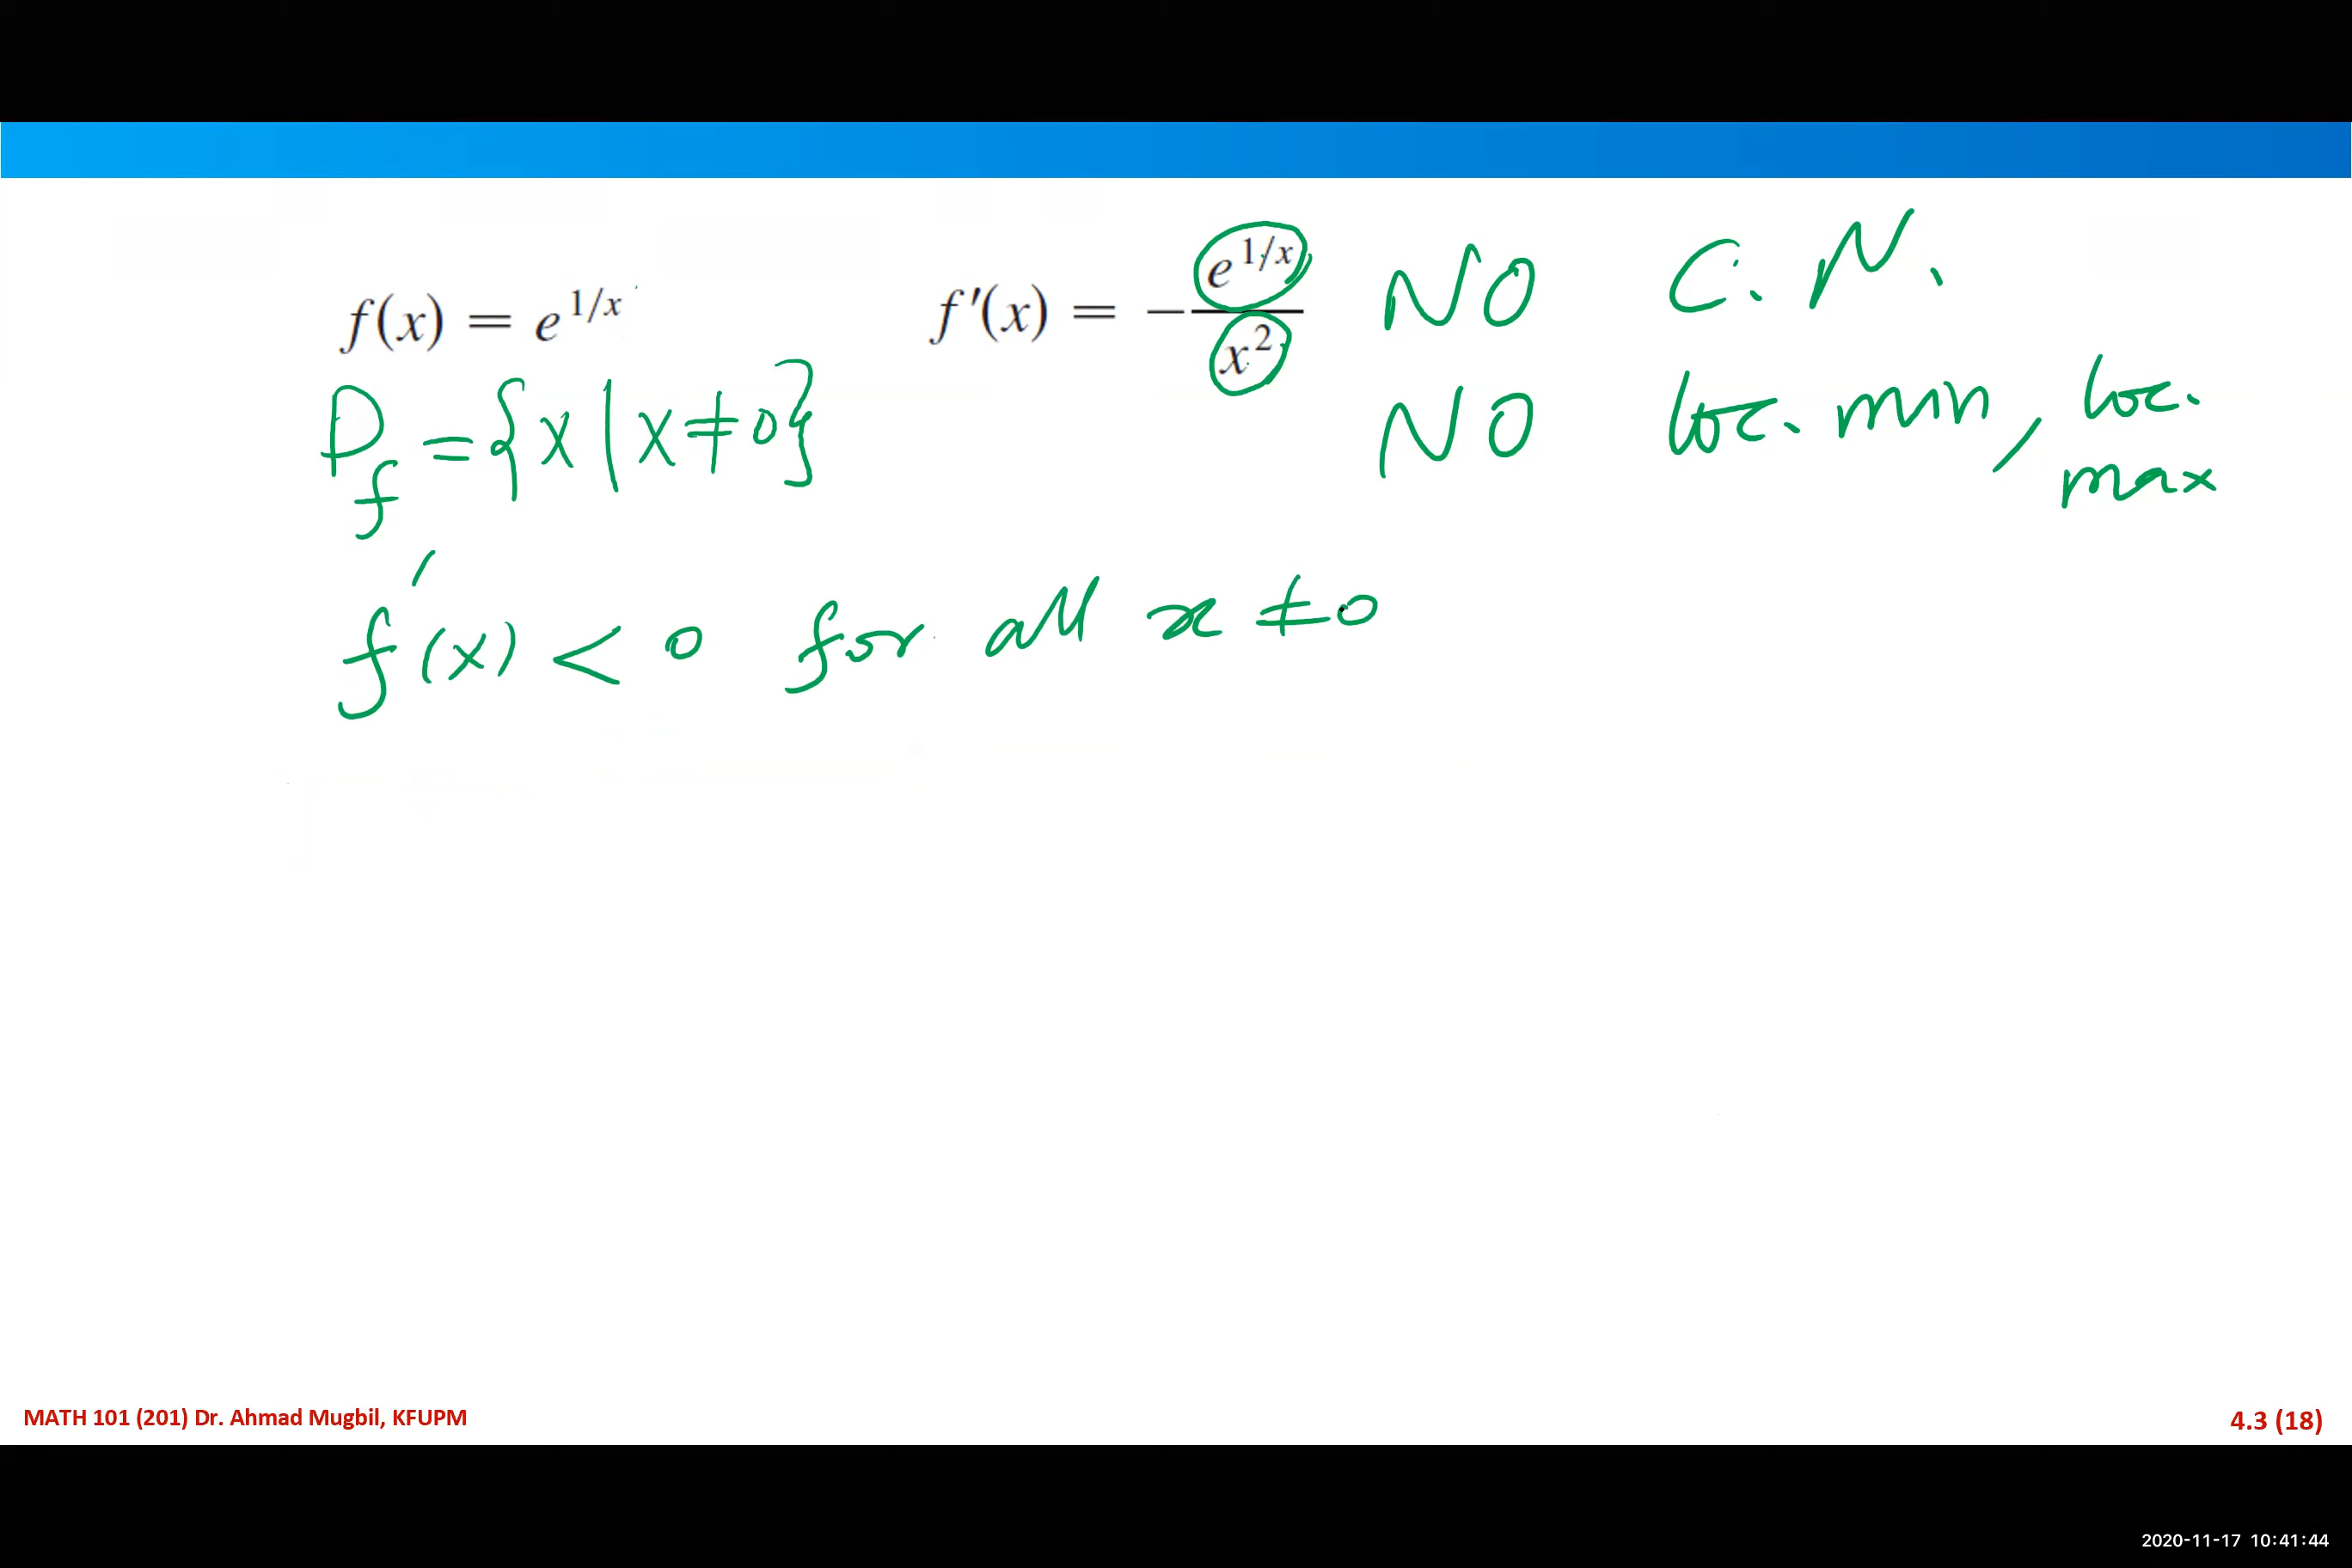 f(x) = e^{1/x}
f'(x) = -\frac{e^{1/x}}{x^2} NO C.N.
D_f = {x | x ≠ 0} NO loc. min, loc. max
f'(x) < 0 for all x ≠ 0
MATH 101 (201) Dr. Ahmad Mugbil, KFUPM
4.3 (18)
2020-11-17 10:41:44